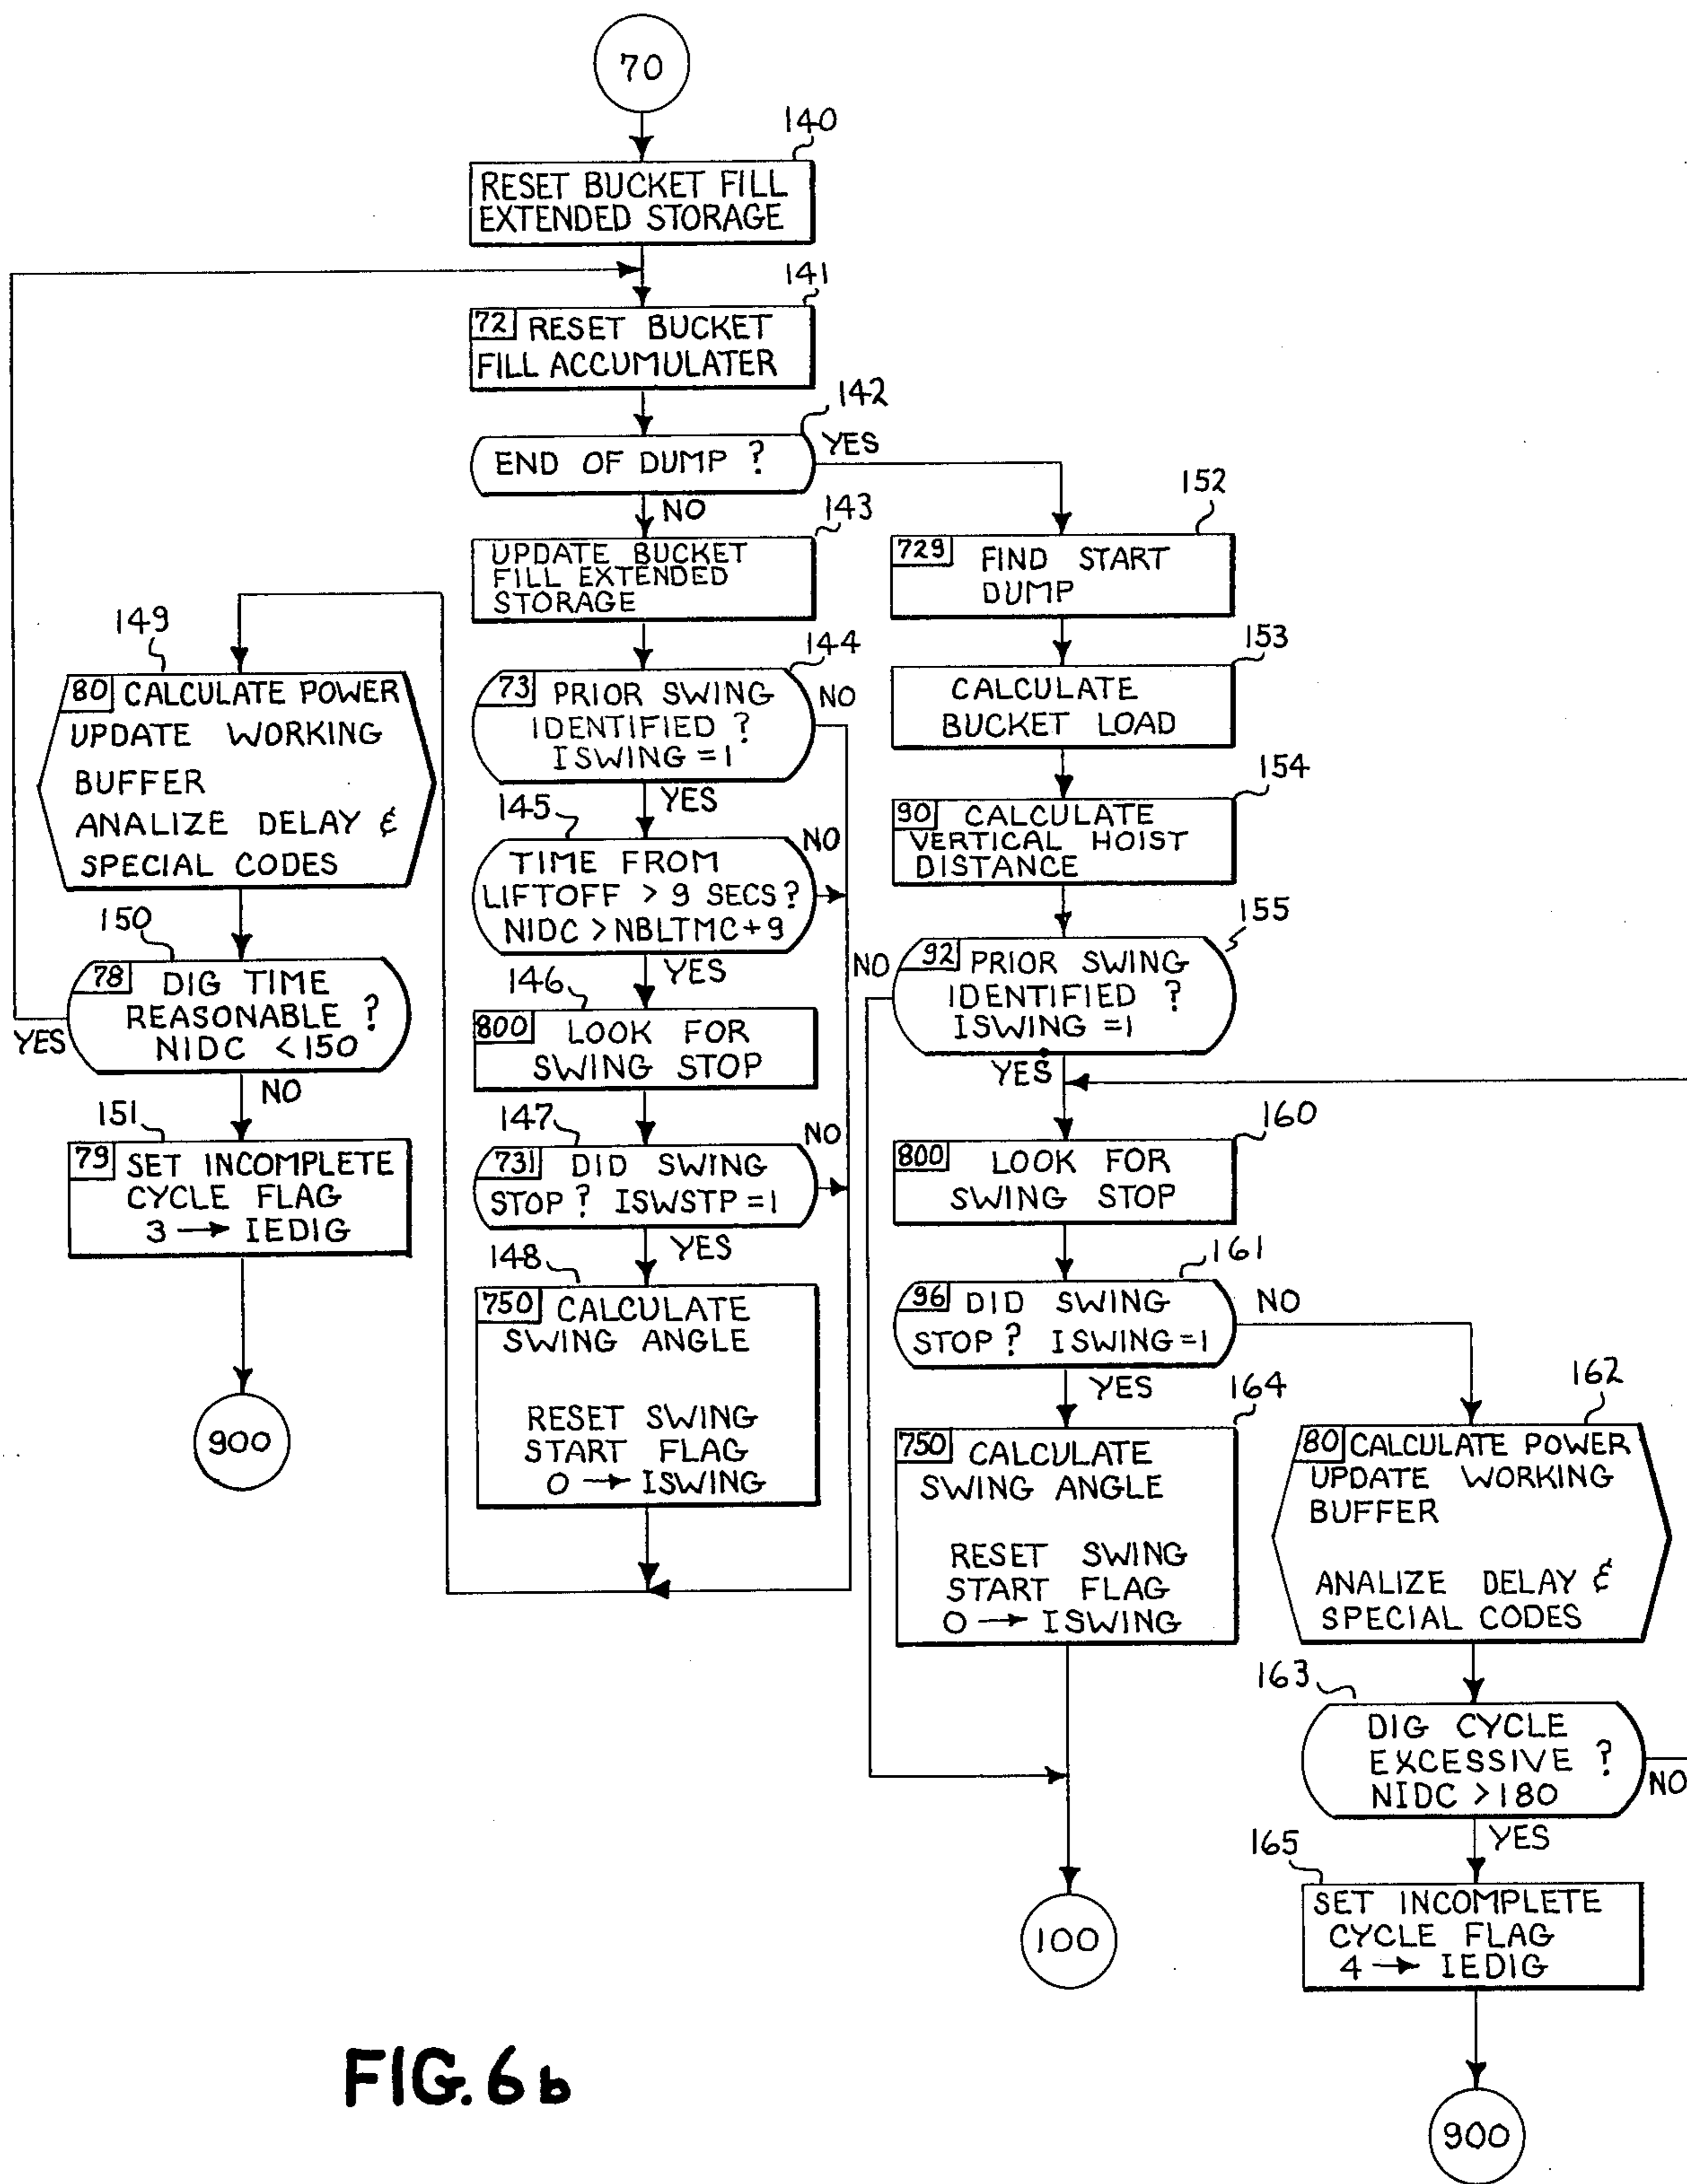 70
140
RESET BUCKET FILL
EXTENDED STORAGE
141
72 RESET BUCKET
FILL ACCUMULATER
142
END OF DUMP ?
YES
NO
143
UPDATE BUCKET
FILL EXTENDED
STORAGE
144
73 PRIOR SWING
IDENTIFIED ?
ISWING = 1
NO
YES
145
TIME FROM
LIFTOFF > 9 SECS?
NIDC > NBLTMC + 9
NO
YES
146
800 LOOK FOR
SWING STOP
147
731 DID SWING
STOP? ISWSTP = 1
NO
YES
148
750 CALCULATE
SWING ANGLE
RESET SWING
START FLAG
0 → ISWING
149
80 CALCULATE POWER
UPDATE WORKING
BUFFER
ANALIZE DELAY &
SPECIAL CODES
150
78 DIG TIME
REASONABLE ?
NIDC < 150
YES
NO
151
79 SET INCOMPLETE
CYCLE FLAG
3 → IEDIG
900
152
729 FIND START
DUMP
153
CALCULATE
BUCKET LOAD
154
90 CALCULATE
VERTICAL HOIST
DISTANCE
155
92 PRIOR SWING
IDENTIFIED ?
ISWING = 1
NO
YES
160
800 LOOK FOR
SWING STOP
161
96 DID SWING
STOP? ISWING = 1
NO
YES
164
750 CALCULATE
SWING ANGLE
RESET SWING
START FLAG
0 → ISWING
100
162
80 CALCULATE POWER
UPDATE WORKING
BUFFER
ANALIZE DELAY &
SPECIAL CODES
163
DIG CYCLE
EXCESSIVE ?
NIDC > 180
NO
YES
165
SET INCOMPLETE
CYCLE FLAG
4 → IEDIG
900
FIG. 6b